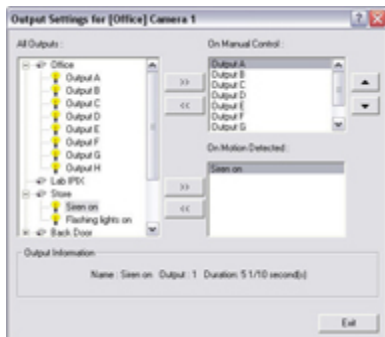 Output Settings for [Office] Camera 1
All Outputs :
Office
Output A
Output B
Output C
Output D
Output E
Output F
Output G
Output H
Lab IPIX
Store
Siren on
Flashing lights on
Back Door
>>
<<
>>
<<
On Manual Control :
Output A
Output B
Output C
Output D
Output E
Output F
Output G
On Motion Detected :
Siren on
Output Information
Name : Siren on Output : 1 Duration: 5 1/10 second(s)
Exit